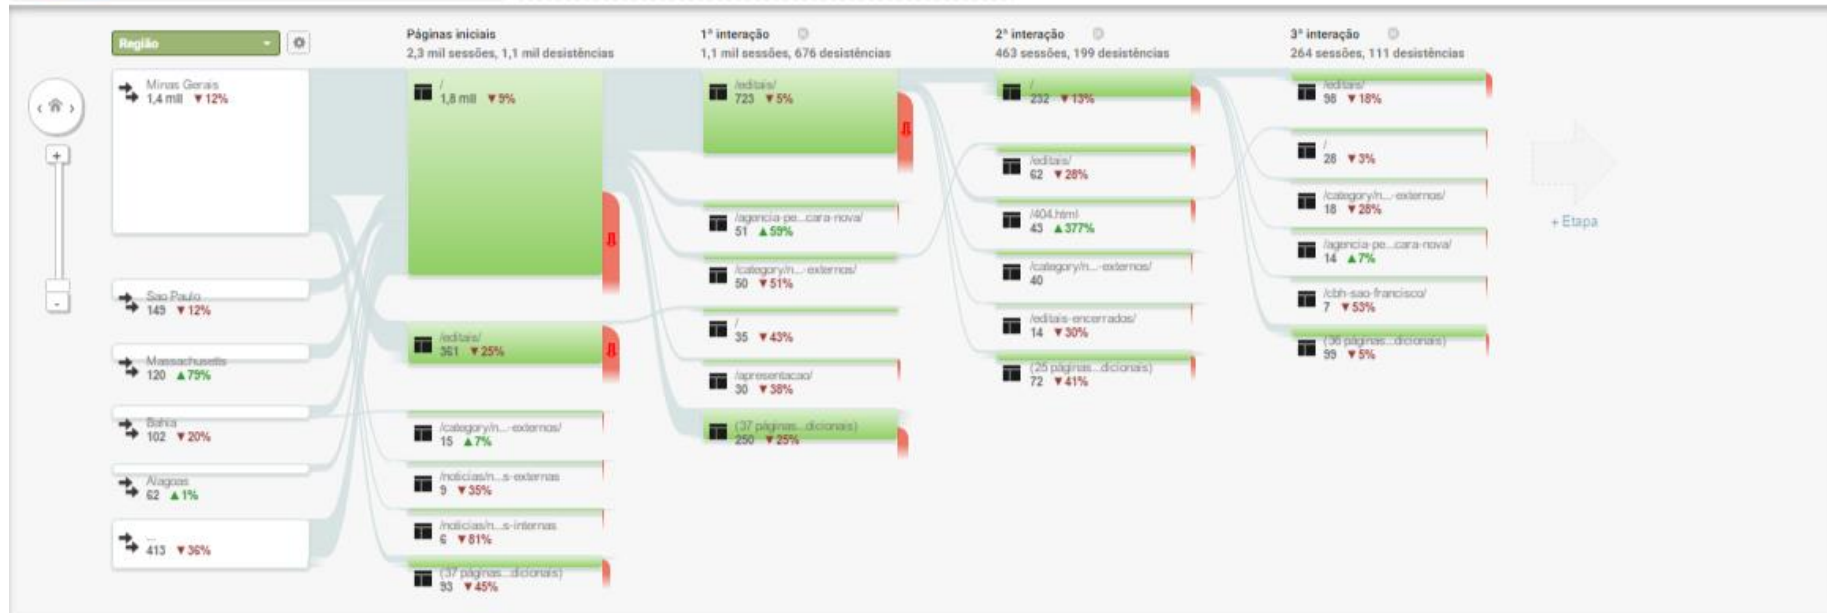 Região
Minas Gerais
1,4 mil ▼12%
Sao Paulo
149 ▼12%
Massachusetts
120 ▲79%
Bahia
102 ▼20%
Alagoas
62 ▲1%
...
413 ▼36%
Páginas iniciais
2,3 mil sessões, 1,1 mil desistências
/
1,8 mil ▼9%
/editais/
361 ▼25%
/category/n...-externos/
15 ▲7%
/noticias/n...s-externas
9 ▼35%
/noticias/n...s-internas
6 ▼81%
(37 páginas...dicionais)
93 ▼45%
1ª interação
1,1 mil sessões, 676 desistências
/editais/
723 ▼5%
/agencia-pe...cara-nova/
51 ▲59%
/category/n...-externos/
50 ▼51%
/
35 ▼43%
/apresentacao/
30 ▼38%
(37 páginas...dicionais)
250 ▼25%
2ª interação
463 sessões, 199 desistências
/
232 ▼13%
/editais/
62 ▼28%
/404.html
43 ▲377%
/category/n...-externos/
40
/editais-encerrados/
14 ▼30%
(25 páginas...dicionais)
72 ▼41%
3ª interação
264 sessões, 111 desistências
/editais/
98 ▼18%
/
28 ▼3%
/category/n...-externos/
18 ▼28%
/agencia-pe...cara-nova/
14 ▲7%
/cbh-sao-francisco/
7 ▼53%
(36 páginas...dicionais)
99 ▼5%
+ Etapa